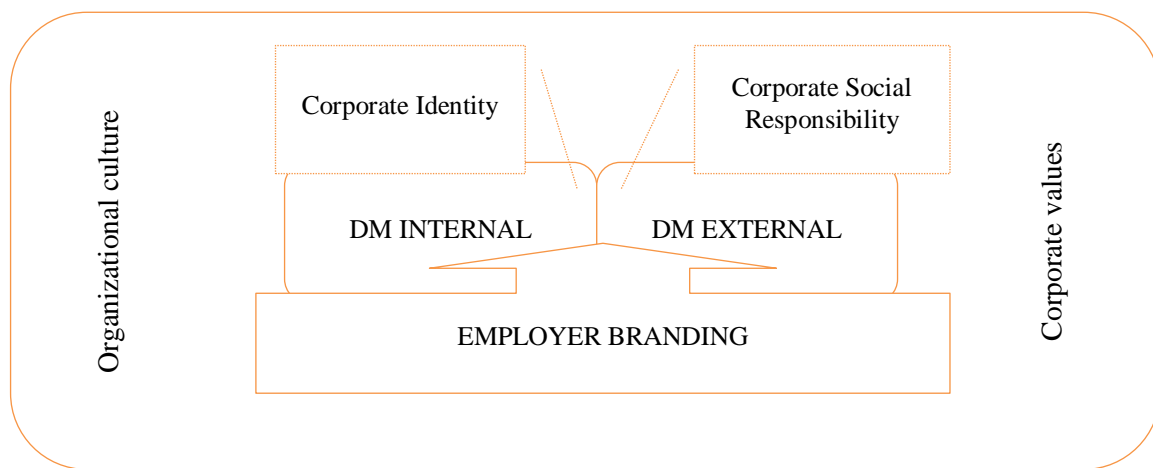 Organizational culture
Corporate Identity
Corporate Social
Responsibility
DM INTERNAL
DM EXTERNAL
EMPLOYER BRANDING
Corporate values